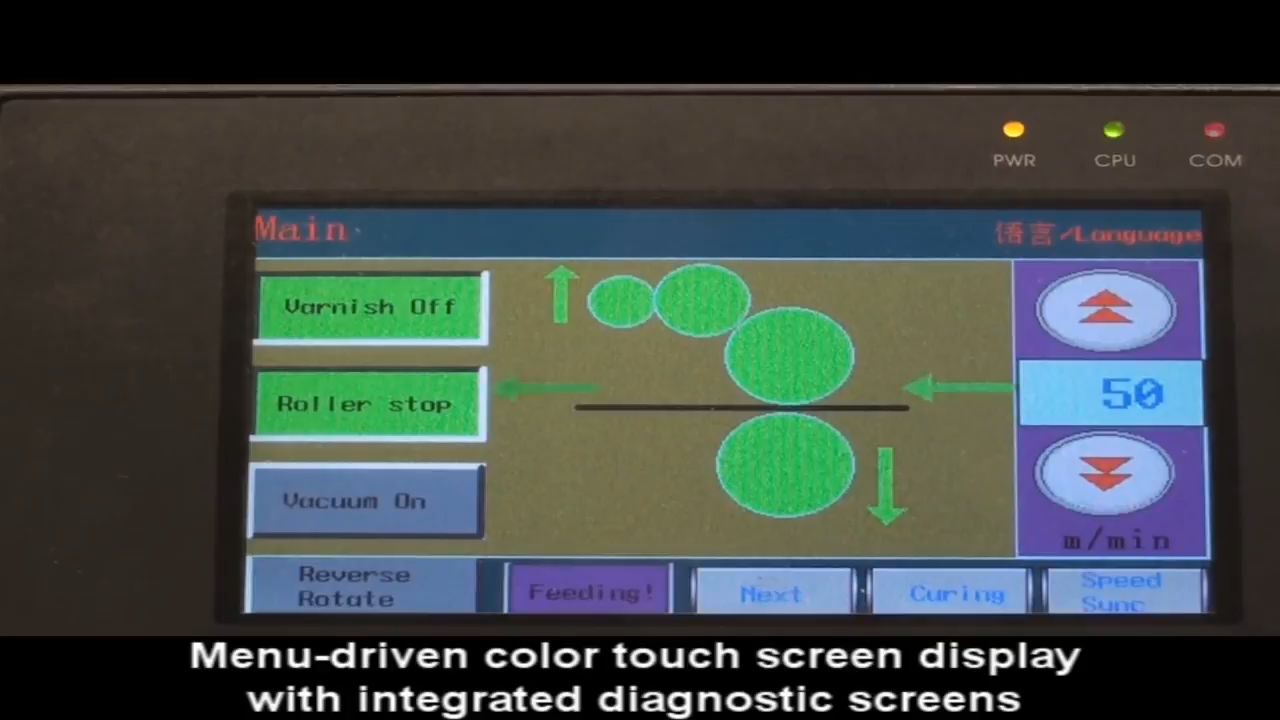 PWR CPU COM
Main 语言/Language
Varnish Off
Roller stop
50
Vacuum On
m/min
Reverse
Rotate
Feeding!
Next
Curing
Speed
Sync
Menu-driven color touch screen display
with integrated diagnostic screens